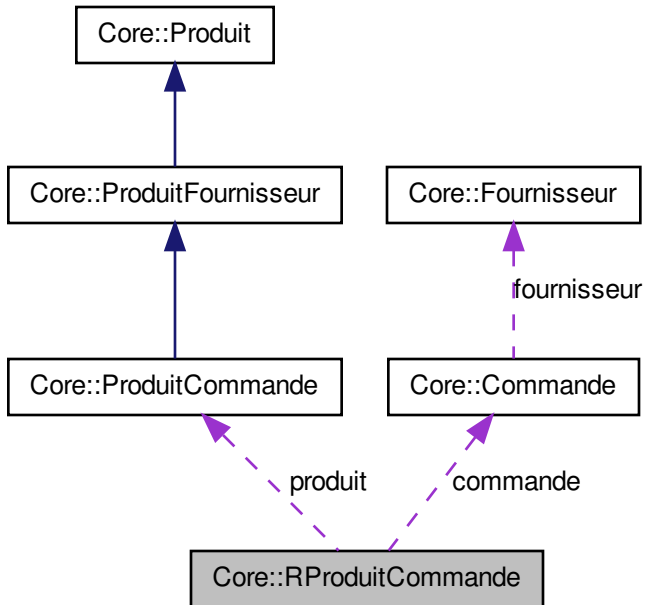 Core::Produit
Core::ProduitFournisseur
Core::Fournisseur
fournisseur
Core::ProduitCommande
Core::Commande
produit
commande
Core::RProduitCommande